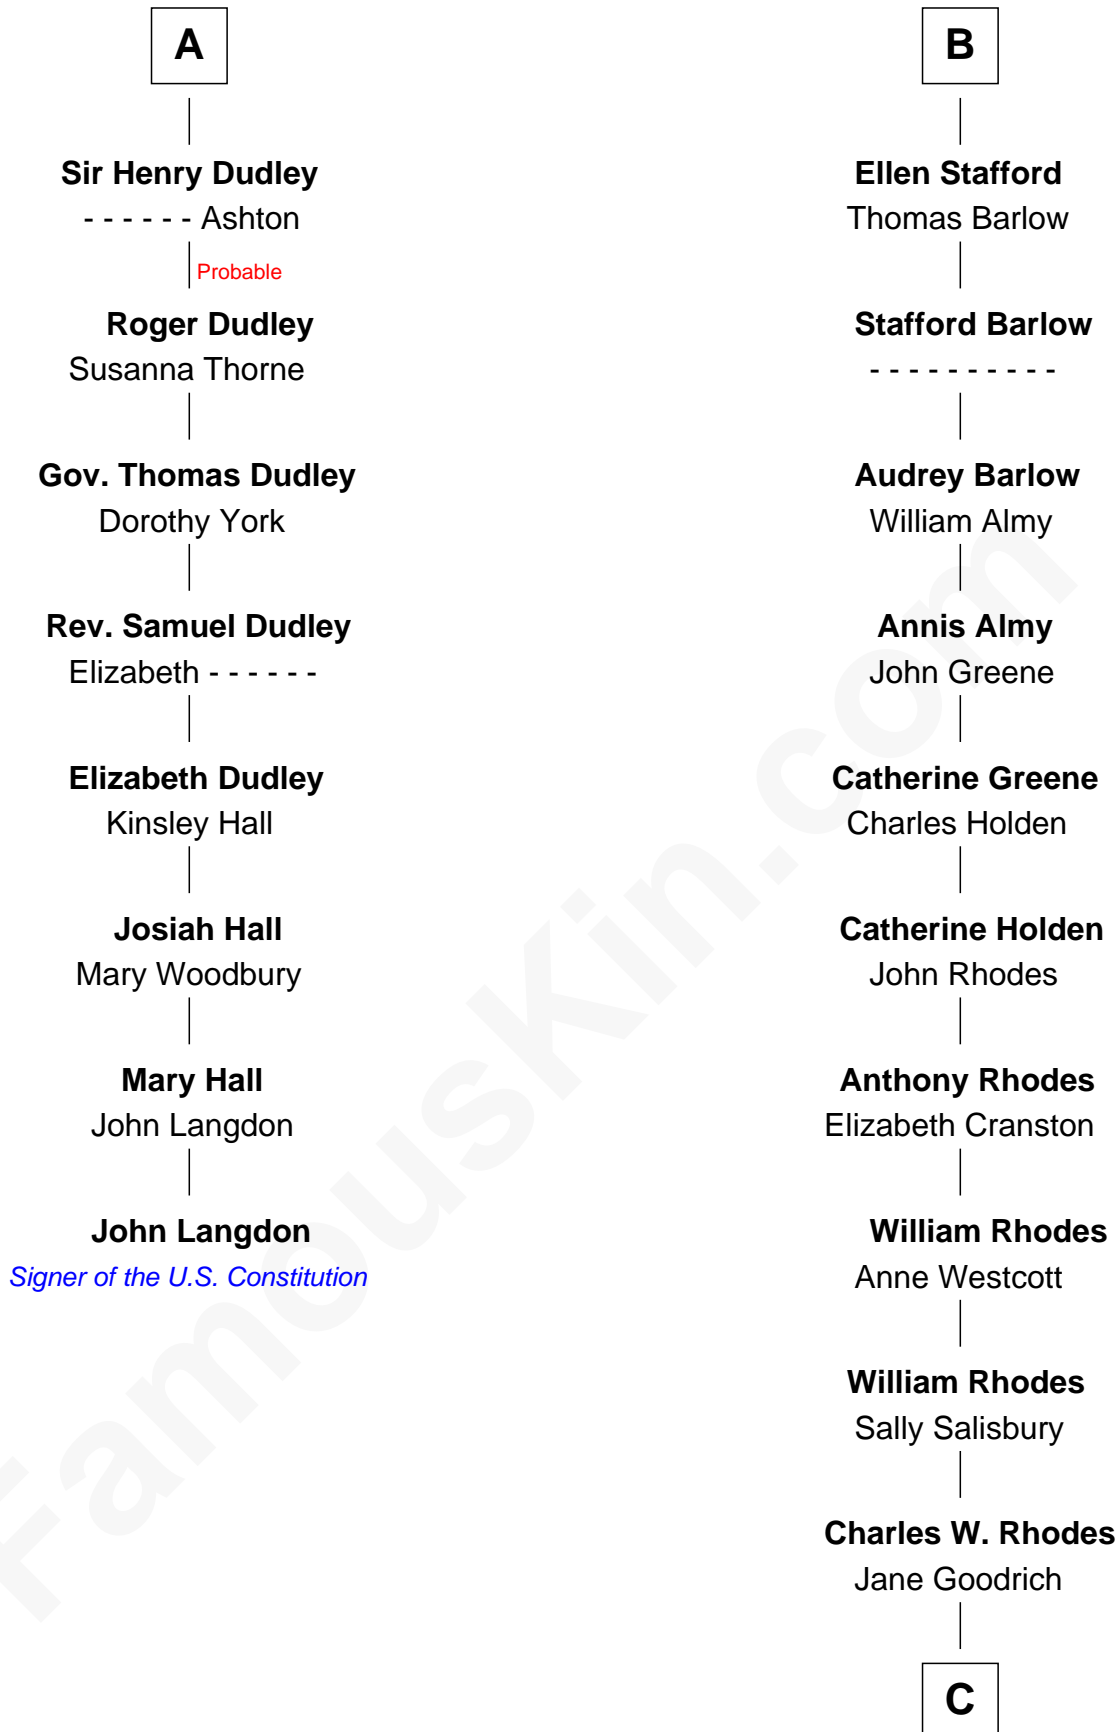 A
Sir Henry Dudley
- - - - - - Ashton
Probable
Roger Dudley
Susanna Thorne
Gov. Thomas Dudley
Dorothy York
Rev. Samuel Dudley
Elizabeth - - - - - -
Elizabeth Dudley
Kinsley Hall
Josiah Hall
Mary Woodbury
Mary Hall
John Langdon
John Langdon
Signer of the U.S. Constitution
B
Ellen Stafford
Thomas Barlow
Stafford Barlow
- - - - - - - - - -
Audrey Barlow
William Almy
Annis Almy
John Greene
Catherine Greene
Charles Holden
Catherine Holden
John Rhodes
Anthony Rhodes
Elizabeth Cranston
William Rhodes
Anne Westcott
William Rhodes
Sally Salisbury
Charles W. Rhodes
Jane Goodrich
C
FamousKin.com